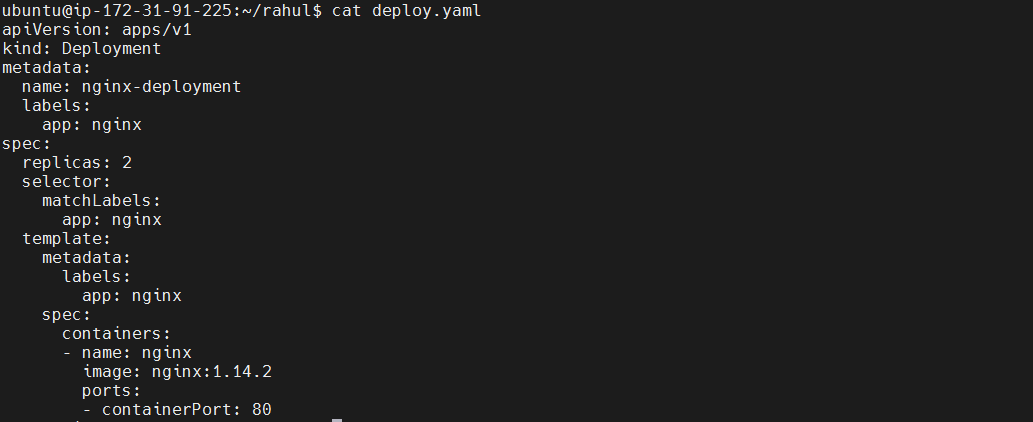 ubuntu@ip-172-31-91-225:~/rahul$ cat deploy.yaml
apiVersion: apps/v1
kind: Deployment
metadata:
  name: nginx-deployment
  labels:
    app: nginx
spec:
  replicas: 2
  selector:
    matchLabels:
      app: nginx
  template:
    metadata:
      labels:
        app: nginx
    spec:
      containers:
      - name: nginx
        image: nginx:1.14.2
        ports:
        - containerPort: 80